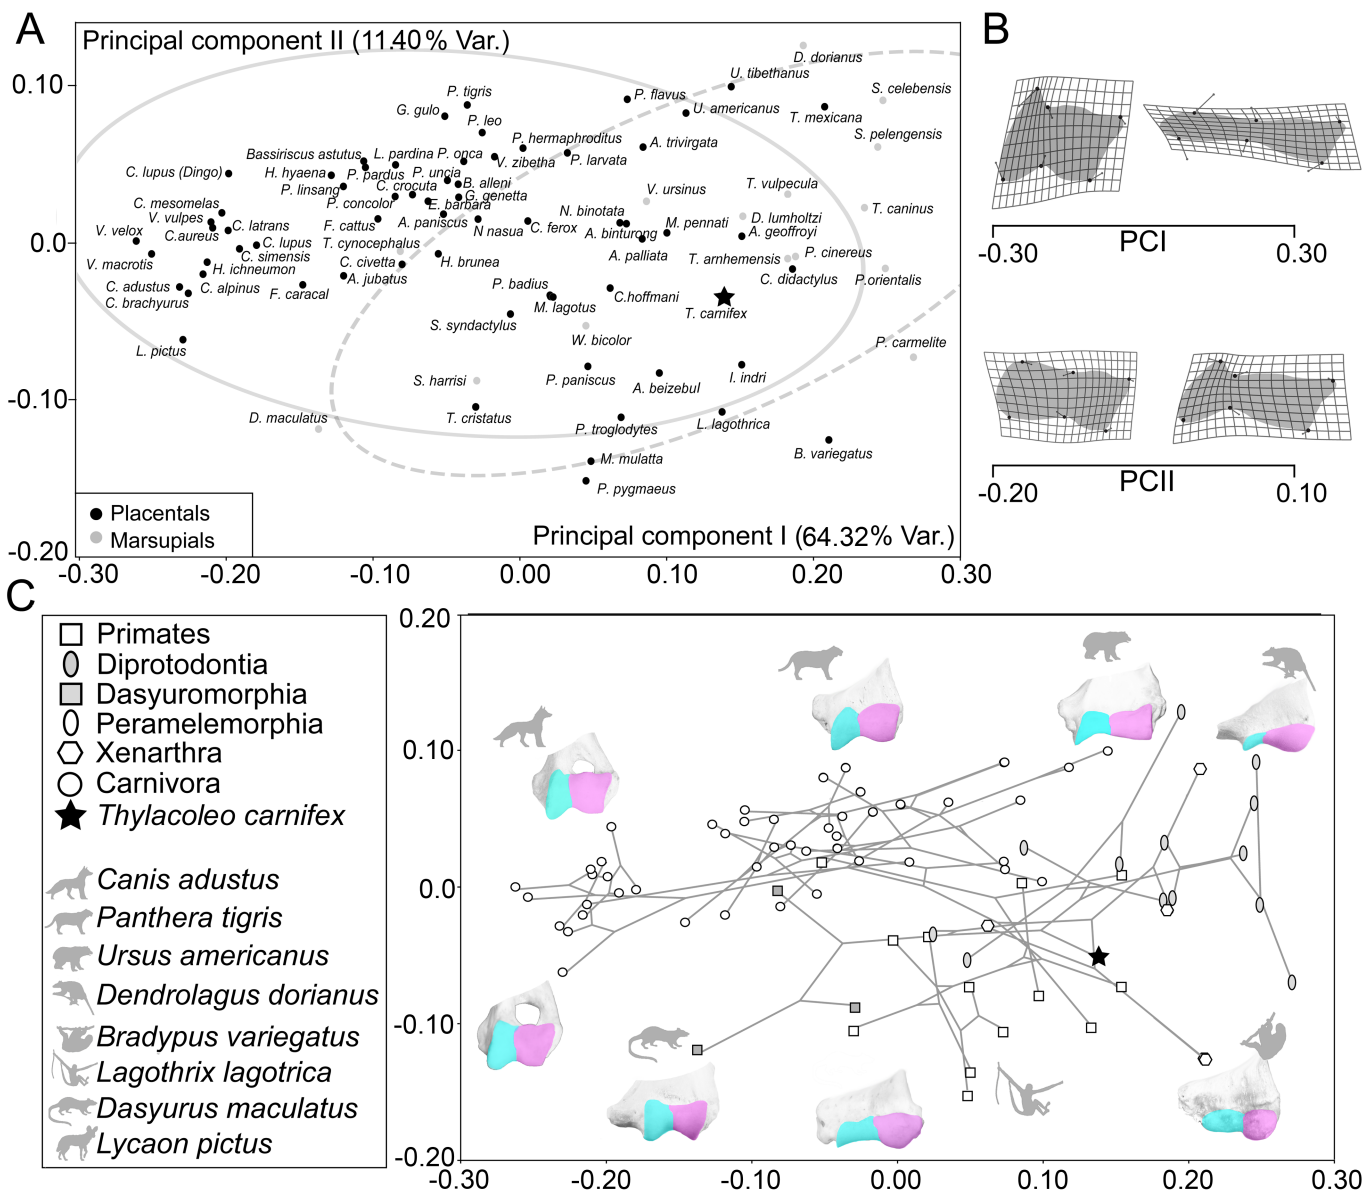 A
Principal component II (11.40% Var.)
B
D. dorianus
U. tibethanus
0.10
P. tigris
P. flavus
S. celebensis
G. gulo
U. americanus
T. mexicana
P. leo
P. hermaphroditus
A. trivirgata
S. pelengensis
Bassiriscus astutus
L. pardina
P. onca
V. zibetha
P. larvata
C. lupus (Dingo)
H. hyaena
P. pardus
P. uncia
P. linsang
C. crocuta
B. alleni
V. ursinus
T. vulpecula
C. mesomelas
P. concolor
E. barbara
G. genetta
T. caninus
V. vulpes
C. latrans
F. cattus
A. paniscus
N nasua
C. ferox
N. binotata
M. pennati
D. lumholtzi
V. velox
C.aureus
C. lupus
T. cynocephalus
A. binturong
A. geoffroyi
0.0
V. macrotis
C. simensis
C. civetta
H. brunea
A. palliata
T. arnhemensis
P. cinereus
H. ichneumon
A. jubatus
C. didactylus
P.orientalis
C. adustus
C. alpinus
F. caracal
P. badius
C.hoffmani
C. brachyurus
M. lagotus
T. carnifex
S. syndactylus
L. pictus
W. bicolor
P. carmelite
S. harrisi
P. paniscus
A. beizebul
I. indri
-0.10
D. maculatus
T. cristatus
P. troglodytes
L. lagothrica
B. variegatus
M. mulatta
P. pygmaeus
Placentals
Marsupials
Principal component I (64.32% Var.)
-0.20
-0.30
-0.20
-0.10
0.00
0.10
0.20
0.30
-0.30
PCI
0.30
-0.20
PCII
0.10
C
Primates
Diprotodontia
Dasyuromorphia
Peramelemorphia
Xenarthra
Carnivora
Thylacoleo carnifex
Canis adustus
Panthera tigris
Ursus americanus
Dendrolagus dorianus
Bradypus variegatus
Lagothrix lagotrica
Dasyurus maculatus
Lycaon pictus
0.20
0.10
0.0
-0.10
-0.20
-0.30
-0.20
-0.10
0.00
0.10
0.20
0.30